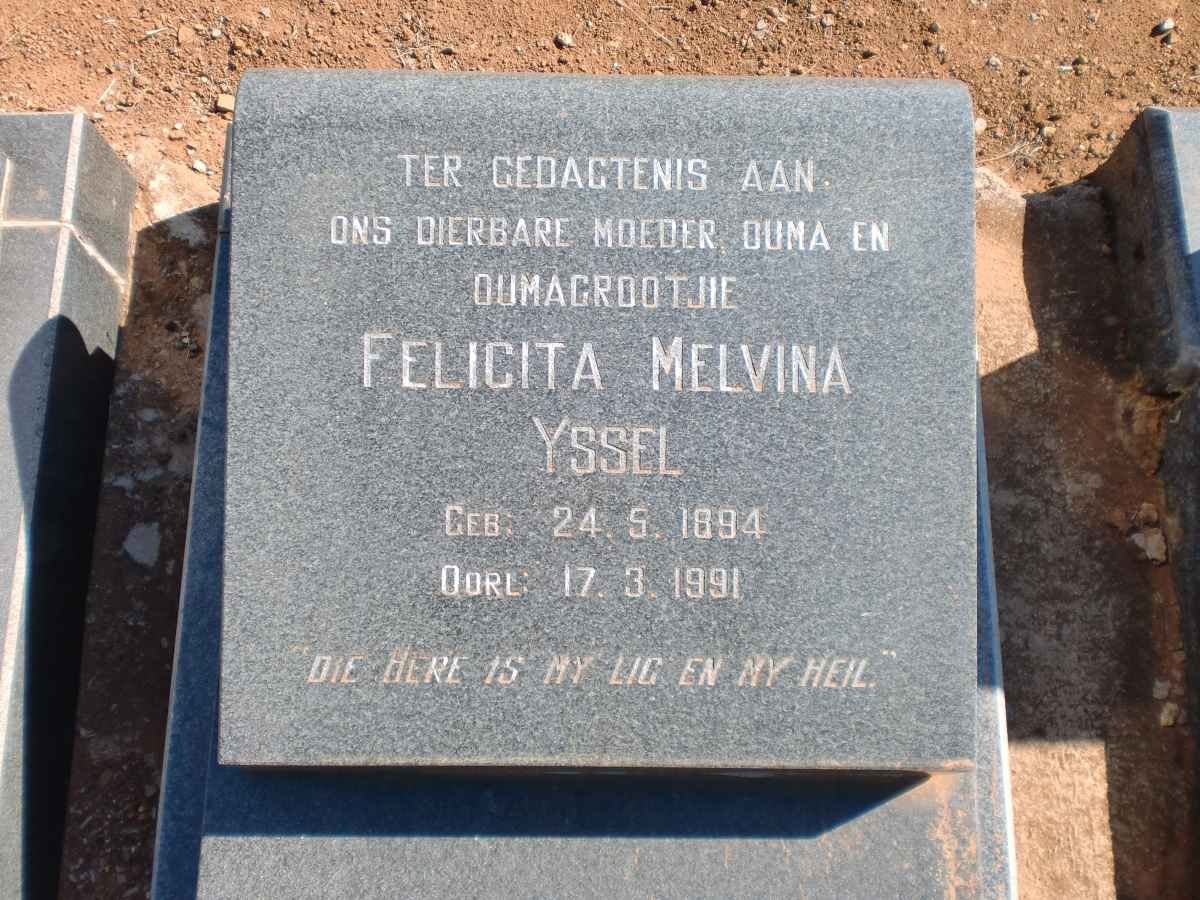 TER GEDAGTENIS AAN
ONS DIERBARE MOEDER, OUMA EN
OUMAGROOTJIE
FELICITA MELVINA
YSSEL
GEB: 24. 5. 1894
OORL: 17. 3. 1991
"DIE HERE IS MY LIG EN MY HEIL."